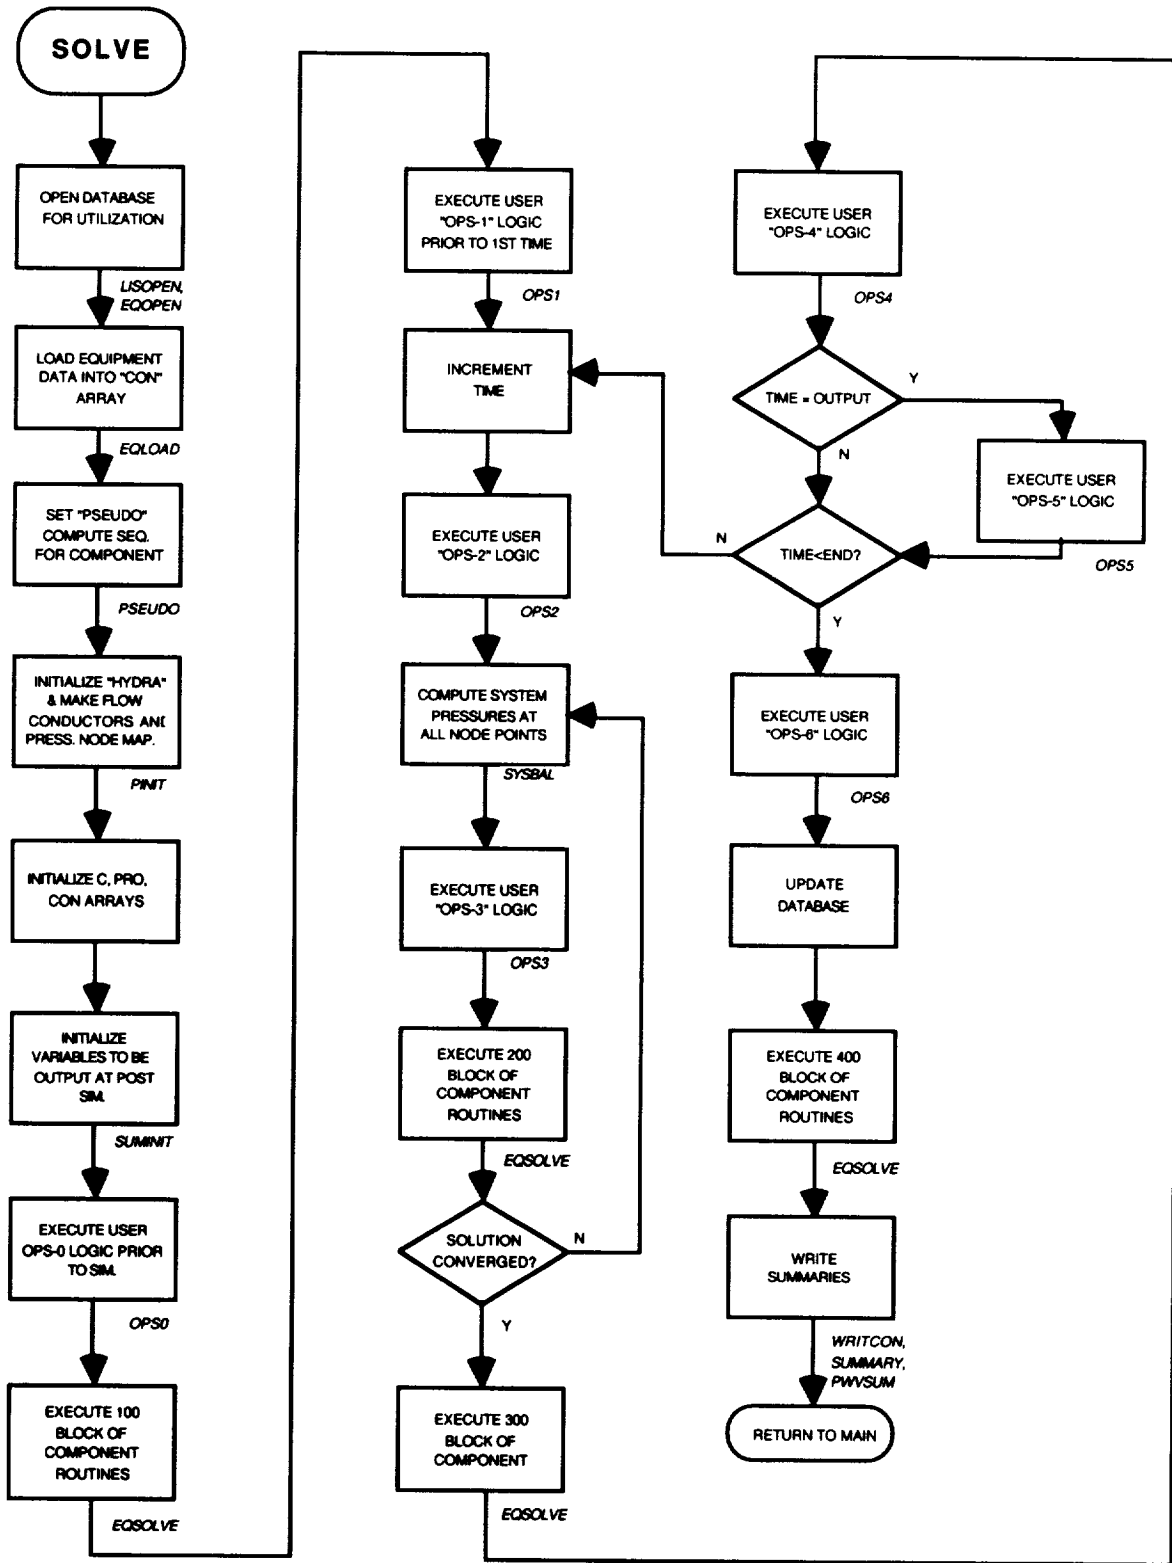 SOLVE
OPEN DATABASE
FOR UTILIZATION
LISOPEN,
EQOPEN
LOAD EQUIPMENT
DATA INTO "CON"
ARRAY
EQLOAD
SET "PSEUDO"
COMPUTE SEQ.
FOR COMPONENT
PSEUDO
INITIALIZE "HYDRA"
& MAKE FLOW
CONDUCTORS ANI
PRESS. NODE MAP.
PINIT
INITIALIZE C, PRO,
CON ARRAYS
INITIALIZE
VARIABLES TO BE
OUTPUT AT POST
SIM.
SUMINIT
EXECUTE USER
OPS-0 LOGIC PRIOR
TO SIM.
OPS0
EXECUTE 100
BLOCK OF
COMPONENT
ROUTINES
EQSOLVE
EXECUTE USER
"OPS-1" LOGIC
PRIOR TO 1ST TIME
OPS1
INCREMENT
TIME
EXECUTE USER
"OPS-2" LOGIC
OPS2
COMPUTE SYSTEM
PRESSURES AT
ALL NODE POINTS
SYSBAL
EXECUTE USER
"OPS-3" LOGIC
OPS3
EXECUTE 200
BLOCK OF
COMPONENT
ROUTINES
EQSOLVE
SOLUTION
CONVERGED?
N
Y
EXECUTE 300
BLOCK OF
COMPONENT
EQSOLVE
EXECUTE USER
"OPS-4" LOGIC
OPS4
TIME = OUTPUT
Y
N
EXECUTE USER
"OPS-5" LOGIC
OPS5
TIME<END?
N
Y
EXECUTE USER
"OPS-6" LOGIC
OPS6
UPDATE
DATABASE
EXECUTE 400
BLOCK OF
COMPONENT
ROUTINES
EQSOLVE
WRITE
SUMMARIES
WRITCON,
SUMMARY,
PWVSUM
RETURN TO MAIN